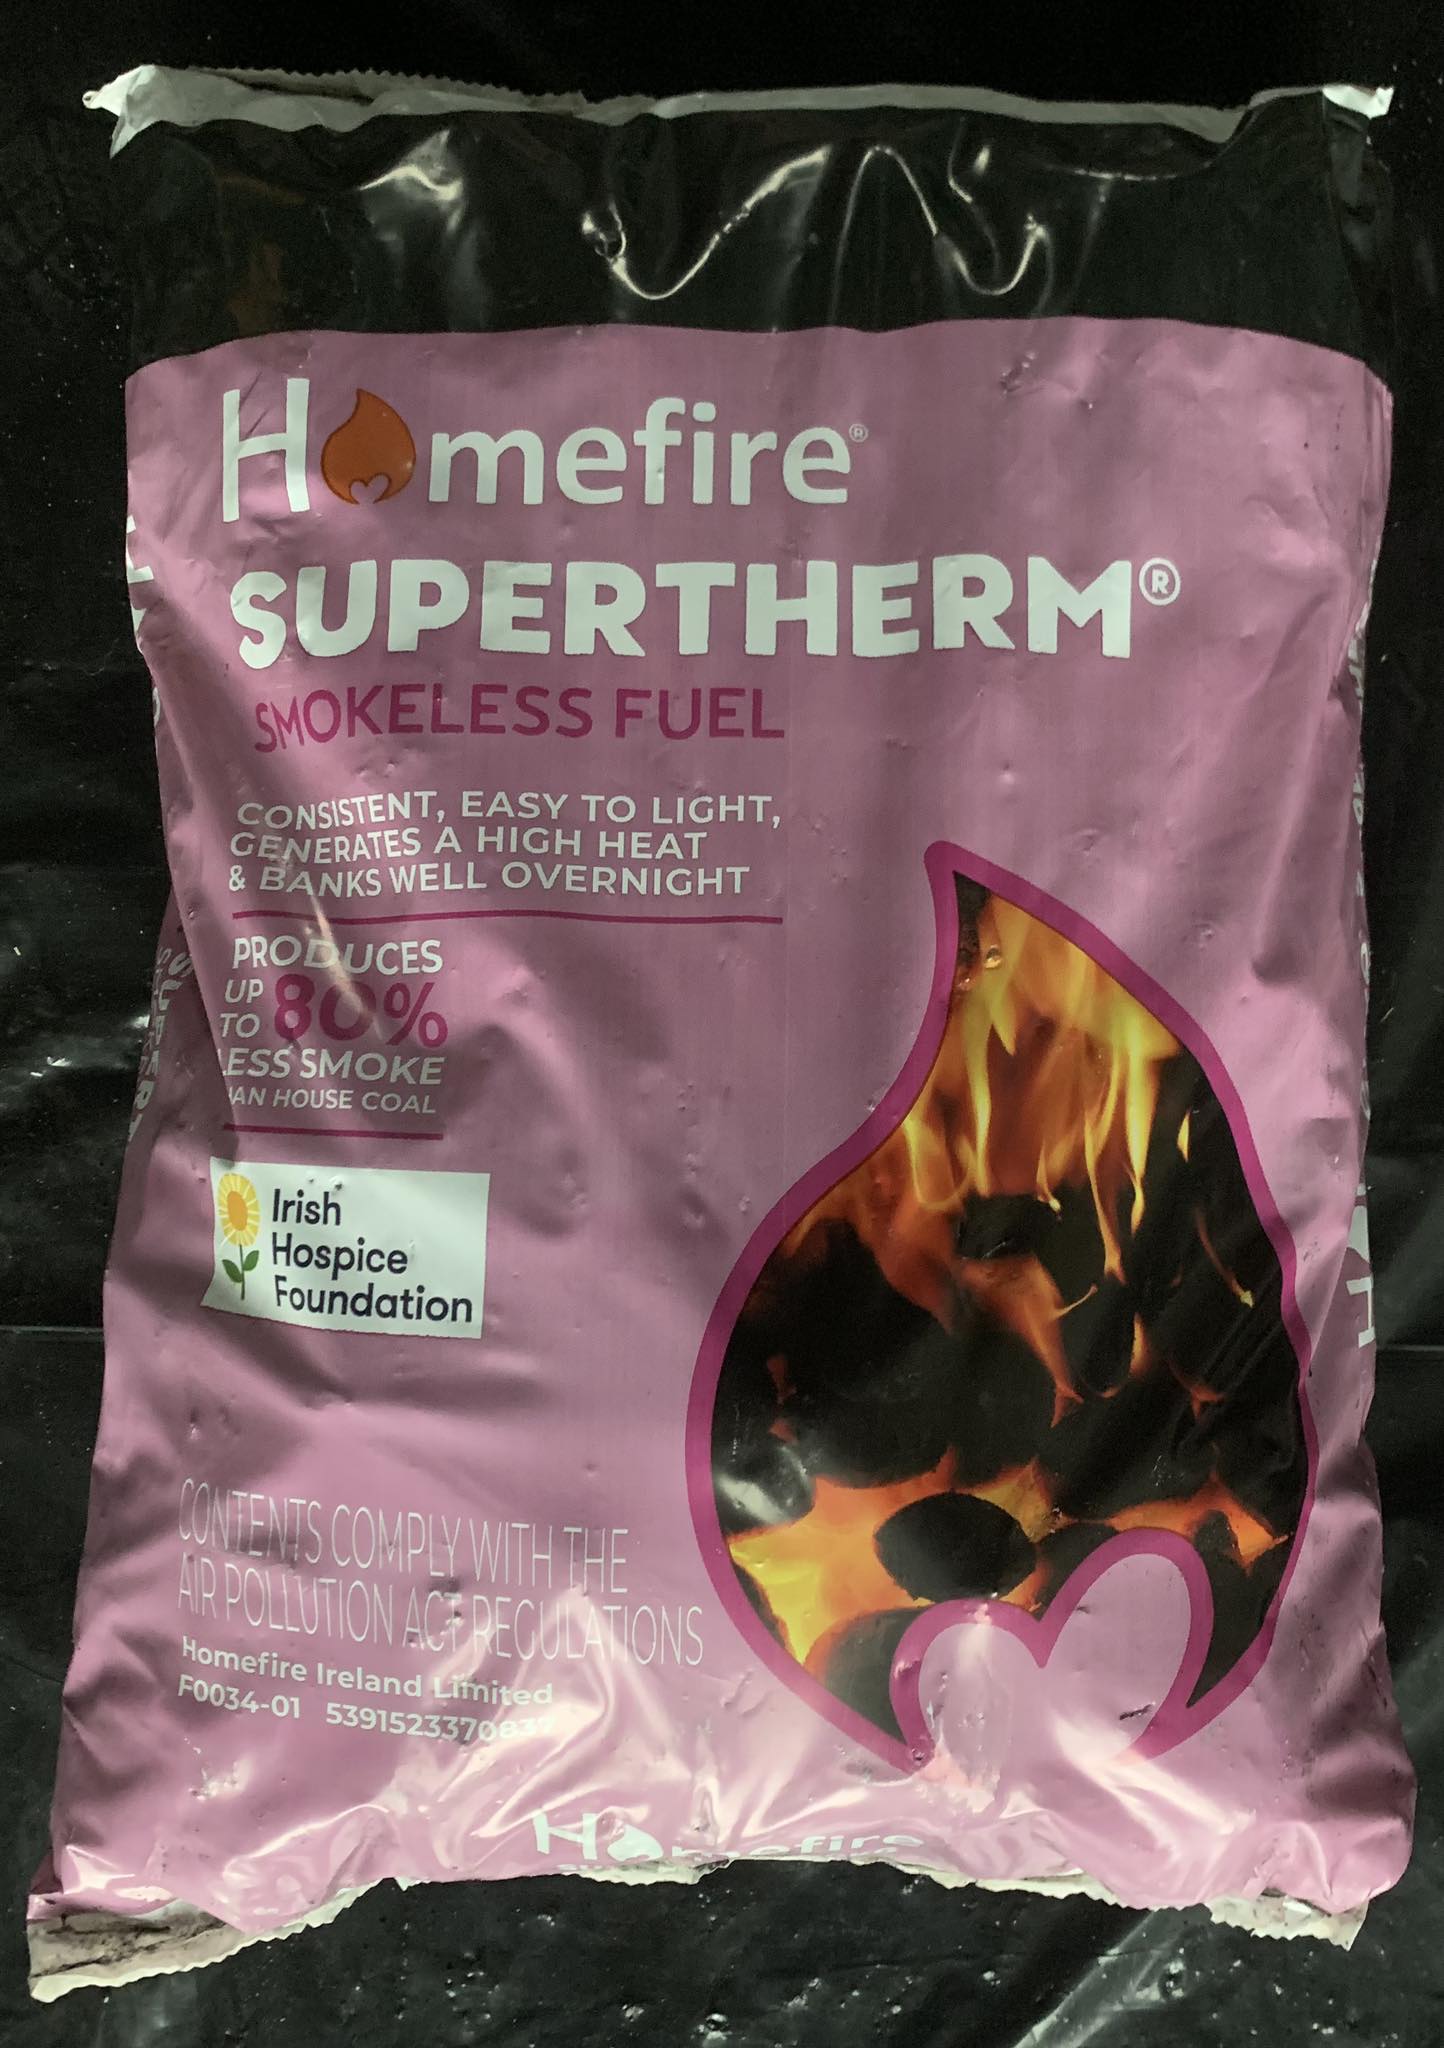 Homefire®
SUPERTHERM®
SMOKELESS FUEL
CONSISTENT, EASY TO LIGHT,
GENERATES A HIGH HEAT
& BANKS WELL OVERNIGHT
PRODUCES
UP TO 80%
LESS SMOKE
HOUSE COAL
Irish
Hospice
Foundation
CONTENTS COMPLY WITH THE
AIR POLLUTION ACT REGULATIONS
Homefire Ireland Limited
F0034-01 5391523370837
Homefire